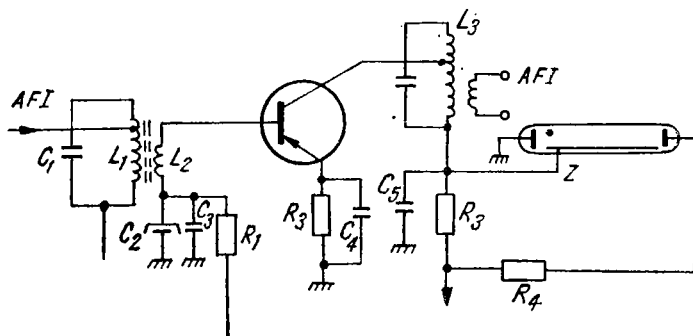 L₃
AFI
AFI
C₁
L₁
L₂
C₂
C₃
R₁
R₃
C₄
C₅
R₃
Z
R₄